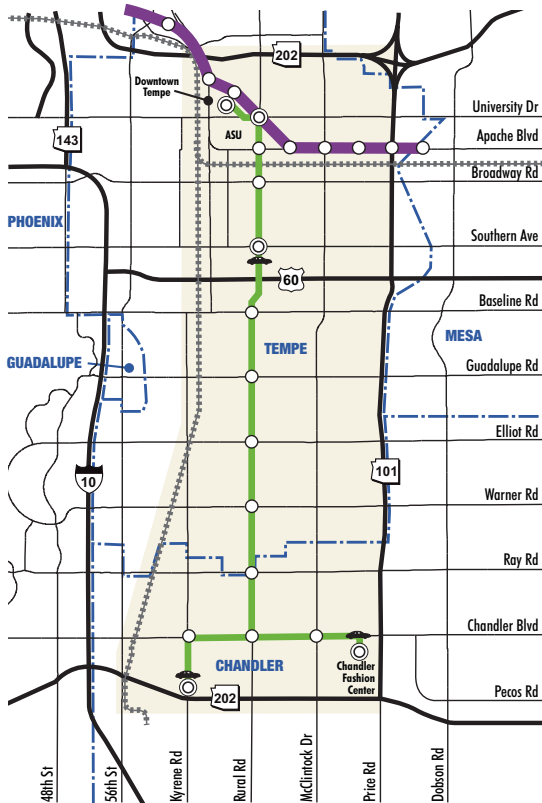 202
Downtown
Tempe
University Dr
ASU
143
Apache Blvd
Broadway Rd
PHOENIX
Southern Ave
60
Baseline Rd
TEMPE
MESA
GUADALUPE
Guadalupe Rd
Elliot Rd
10
101
Warner Rd
Ray Rd
Chandler Blvd
CHANDLER
Chandler
Fashion
Center
202
Pecos Rd
48th St
56th St
Kyrene Rd
Rural Rd
McClintock Dr
Price Rd
Dobson Rd